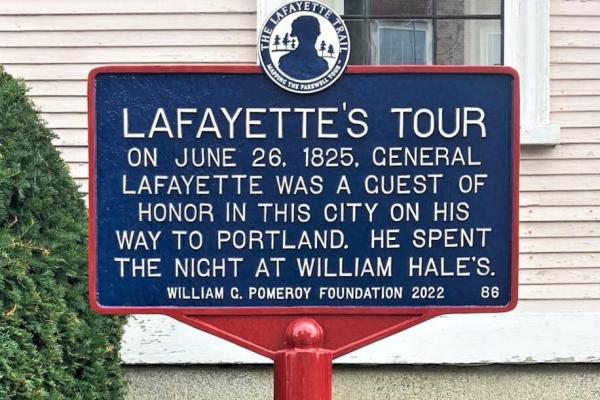 THE LAFAYETTE TRAIL
MAPPING THE FAREWELL TOUR
LAFAYETTE'S TOUR
ON JUNE 26, 1825, GENERAL
LAFAYETTE WAS A GUEST OF
HONOR IN THIS CITY ON HIS
WAY TO PORTLAND. HE SPENT
THE NIGHT AT WILLIAM HALE'S.
WILLIAM G. POMEROY FOUNDATION 2022 86